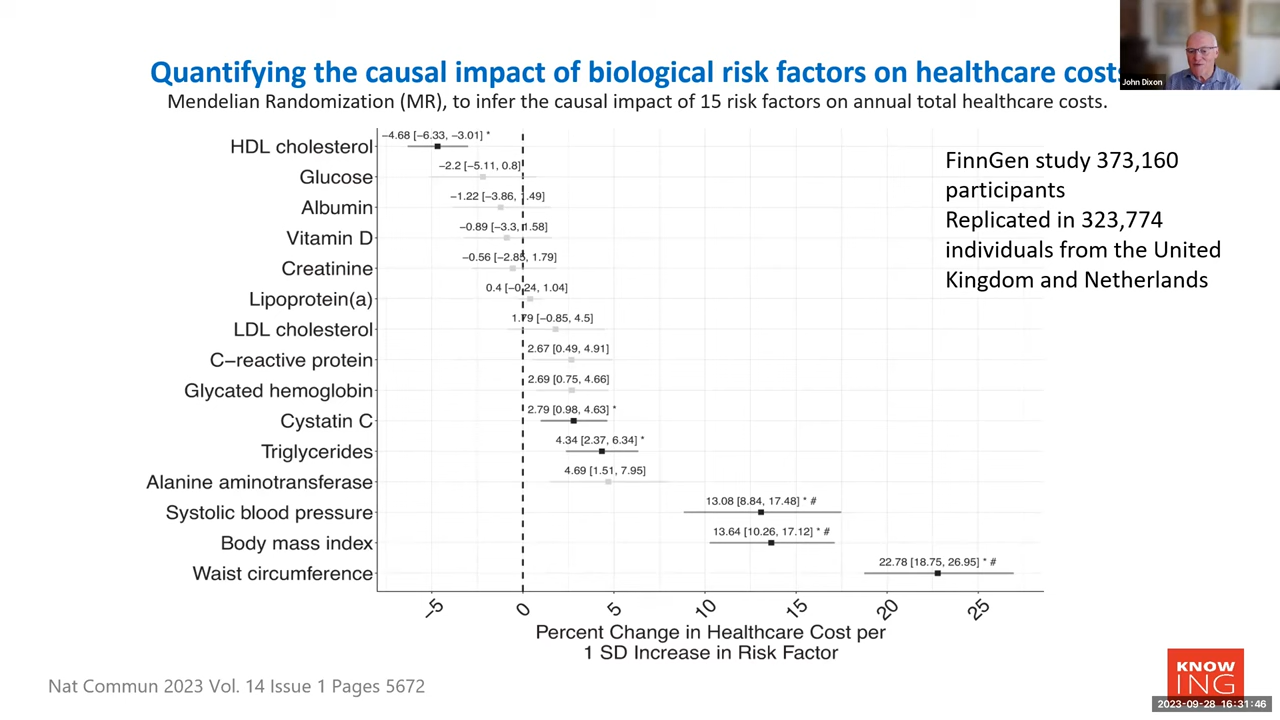 Quantifying the causal impact of biological risk factors on healthcare cost
John Dixon
Mendelian Randomization (MR), to infer the causal impact of 15 risk factors on annual total healthcare costs.
HDL cholesterol
−4.68 [−6.33, −3.01] *
Glucose
−2.2 [−5.11, 0.8]
Albumin
−1.22 [−3.86, 1.49]
Vitamin D
−0.89 [−3.3, 1.58]
Creatinine
−0.56 [−2.85, 1.79]
Lipoprotein(a)
0.4 [−0.24, 1.04]
LDL cholesterol
1.79 [−0.85, 4.5]
C−reactive protein
2.67 [0.49, 4.91]
Glycated hemoglobin
2.69 [0.75, 4.66]
Cystatin C
2.79 [0.98, 4.63] *
Triglycerides
4.34 [2.37, 6.34] *
Alanine aminotransferase
4.69 [1.51, 7.95]
Systolic blood pressure
13.08 [8.84, 17.48] * #
Body mass index
13.64 [10.26, 17.12] * #
Waist circumference
22.78 [18.75, 26.95] * #
−5 0 5 10 15 20 25
Percent Change in Healthcare Cost per
1 SD Increase in Risk Factor
FinnGen study 373,160
participants
Replicated in 323,774
individuals from the United
Kingdom and Netherlands
Nat Commun 2023 Vol. 14 Issue 1 Pages 5672
KNOW
ING
2023-09-28 16:31:46